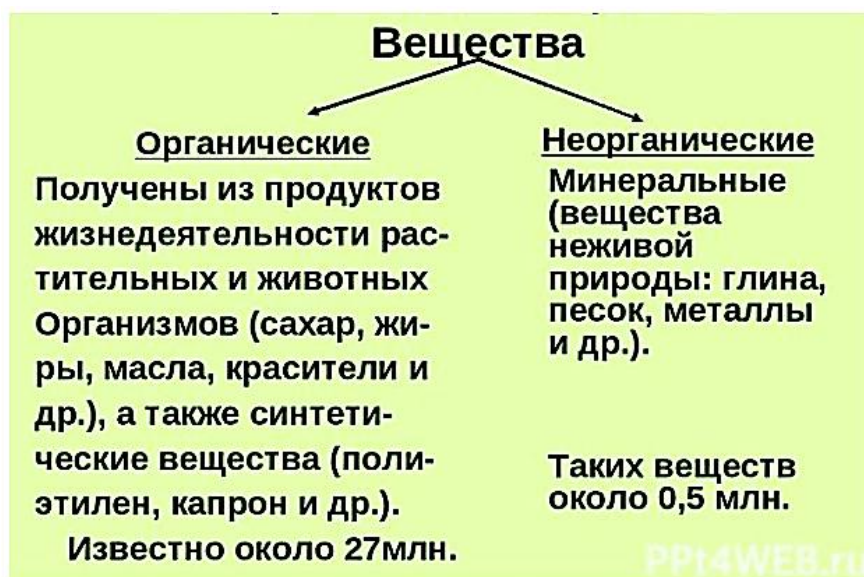 Вещества
Органические
Получены из продуктов
жизнедеятельности рас-
тительных и животных
Организмов (сахар, жи-
ры, масла, красители и
др.), а также синтети-
ческие вещества (поли-
этилен, капрон и др.).
Известно около 27млн.
Неорганические
Минеральные
(вещества
неживой
природы: глина,
песок, металлы
и др.).
Таких веществ
около 0,5 млн.
PPt4WEB.ru